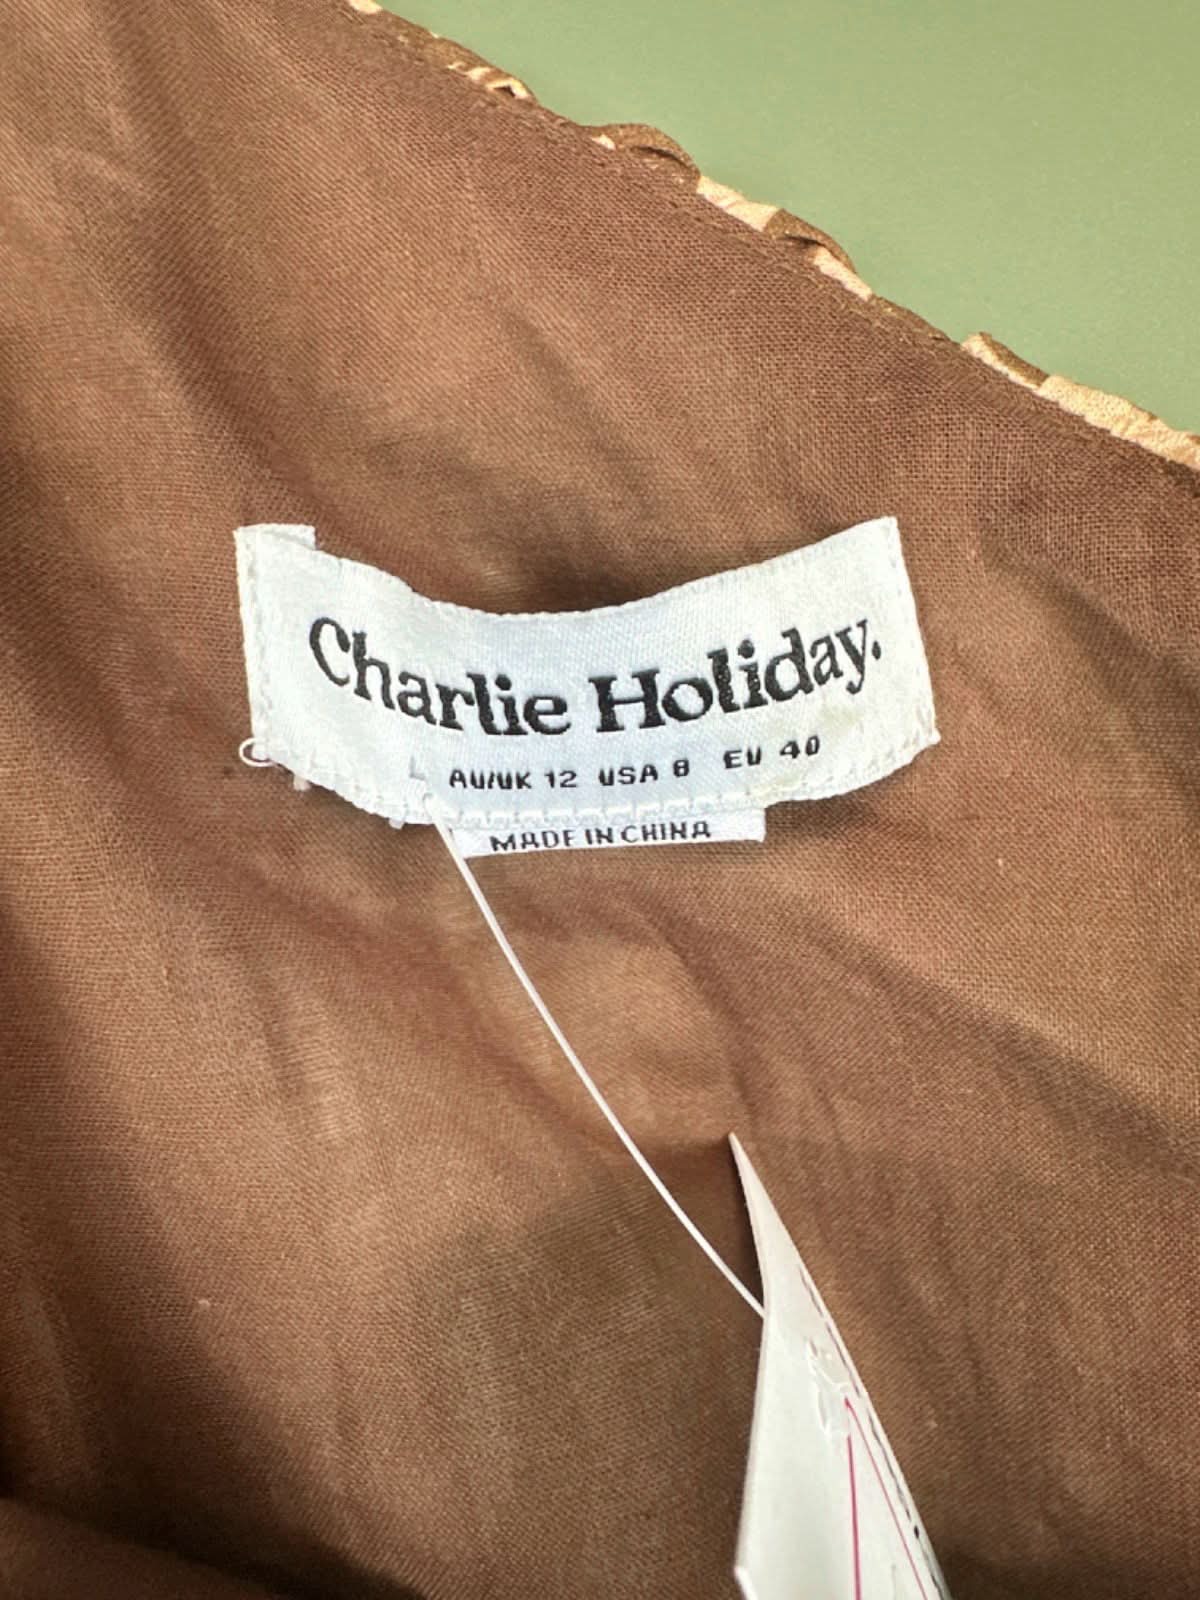 Charlie Holiday.
L AU/UK 12 USA 8 EU 40
MADE IN CHINA